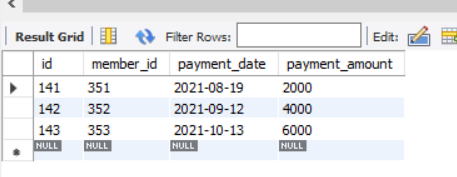 Result Grid Filter Rows: Edit:
id member_id payment_date payment_amount
141 351 2021-08-19 2000
142 352 2021-09-12 4000
143 353 2021-10-13 6000
NULL NULL NULL NULL